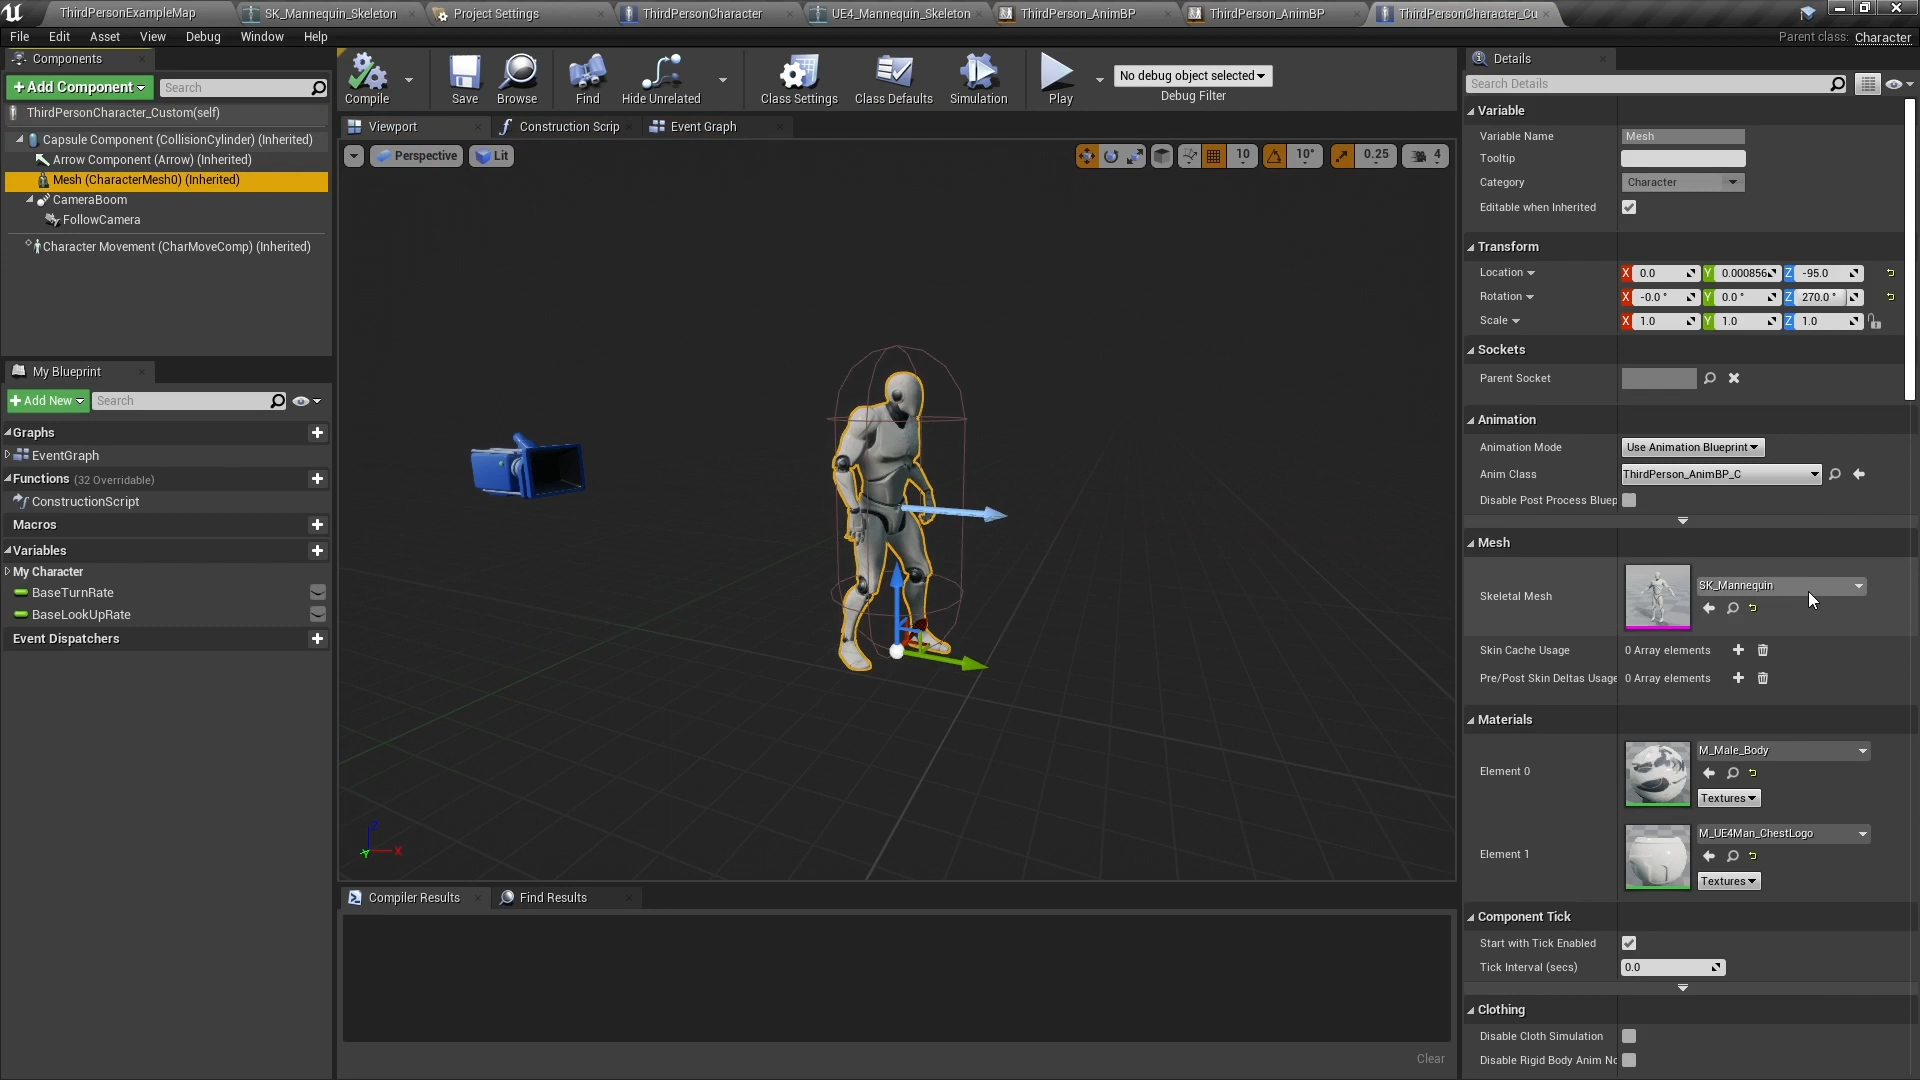 ThirdPersonExampleMap
SK_Mannequin_Skeleton
Project Settings
ThirdPersonCharacter
UE4_Mannequin_Skeleton
ThirdPerson_AnimBP
ThirdPerson_AnimBP
ThirdPersonCharacter_Cu
File Edit Asset View Debug Window Help
Parent class: Character
Components
+ Add Component
Search
ThirdPersonCharacter_Custom(self)
Capsule Component (CollisionCylinder) (Inherited)
Arrow Component (Arrow) (Inherited)
Mesh (CharacterMesh0) (Inherited)
CameraBoom
FollowCamera
Character Movement (CharMoveComp) (Inherited)
My Blueprint
+ Add New
Search
Graphs
EventGraph
Functions (32 Overridable)
ConstructionScript
Macros
Variables
My Character
BaseTurnRate
BaseLookUpRate
Event Dispatchers
Compile
Save
Browse
Find
Hide Unrelated
Class Settings
Class Defaults
Simulation
Play
No debug object selected
Debug Filter
Viewport
Construction Scrip
Event Graph
Perspective
Lit
10
10°
0.25
4
Z
X
Y
Compiler Results
Find Results
Clear
Details
Search Details
Variable
Variable Name Mesh
Tooltip
Category Character
Editable when Inherited
Transform
Location X 0.0 Y 0.000856 Z -95.0
Rotation X -0.0 ° Y 0.0 ° Z 270.0 °
Scale X 1.0 Y 1.0 Z 1.0
Sockets
Parent Socket
Animation
Animation Mode Use Animation Blueprint
Anim Class ThirdPerson_AnimBP_C
Disable Post Process Bluep
Mesh
Skeletal Mesh SK_Mannequin
Skin Cache Usage 0 Array elements
Pre/Post Skin Deltas Usage 0 Array elements
Materials
Element 0 M_Male_Body
Textures
Element 1 M_UE4Man_ChestLogo
Textures
Component Tick
Start with Tick Enabled
Tick Interval (secs) 0.0
Clothing
Disable Cloth Simulation
Disable Rigid Body Anim No